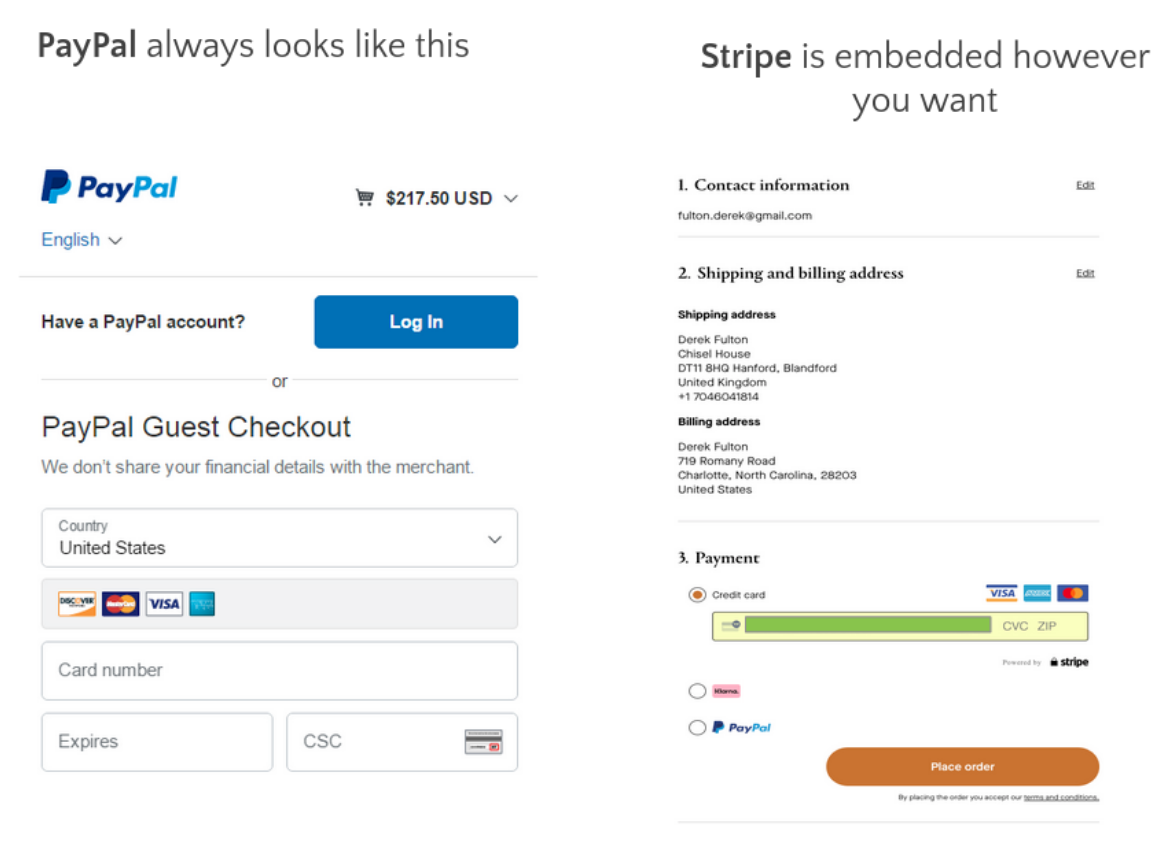 PayPal always looks like this
PayPal
$217.50 USD
English
Have a PayPal account?
Log In
or
PayPal Guest Checkout
We don't share your financial details with the merchant.
Country
United States
DISCOVER
MasterCard
VISA
Card number
Expires
CSC
Stripe is embedded however
you want
1. Contact information
Edit
fulton.derek@gmail.com
2. Shipping and billing address
Edit
Shipping address
Derek Fulton
Chisel House
DT11 8HQ Hanford, Blandford
United Kingdom
+1 7046041814
Billing address
Derek Fulton
719 Romany Road
Charlotte, North Carolina, 28203
United States
3. Payment
Credit card
VISA
CVC ZIP
Powered by stripe
Klarna.
PayPal
Place order
By placing the order you accept our terms and conditions.